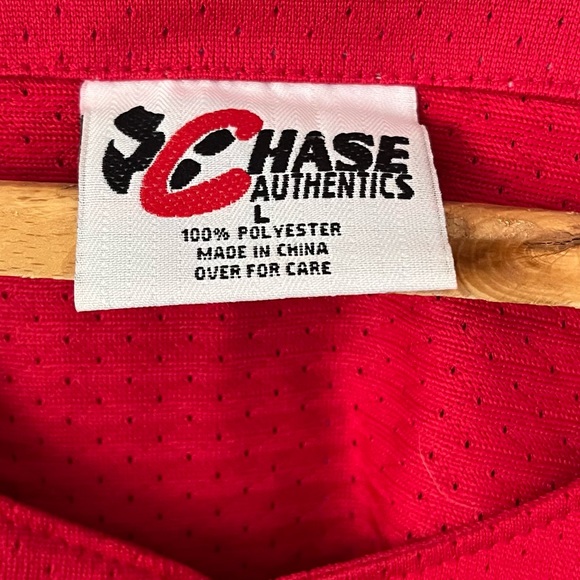 CHASE
AUTHENTICS
L
100% POLYESTER
MADE IN CHINA
OVER FOR CARE